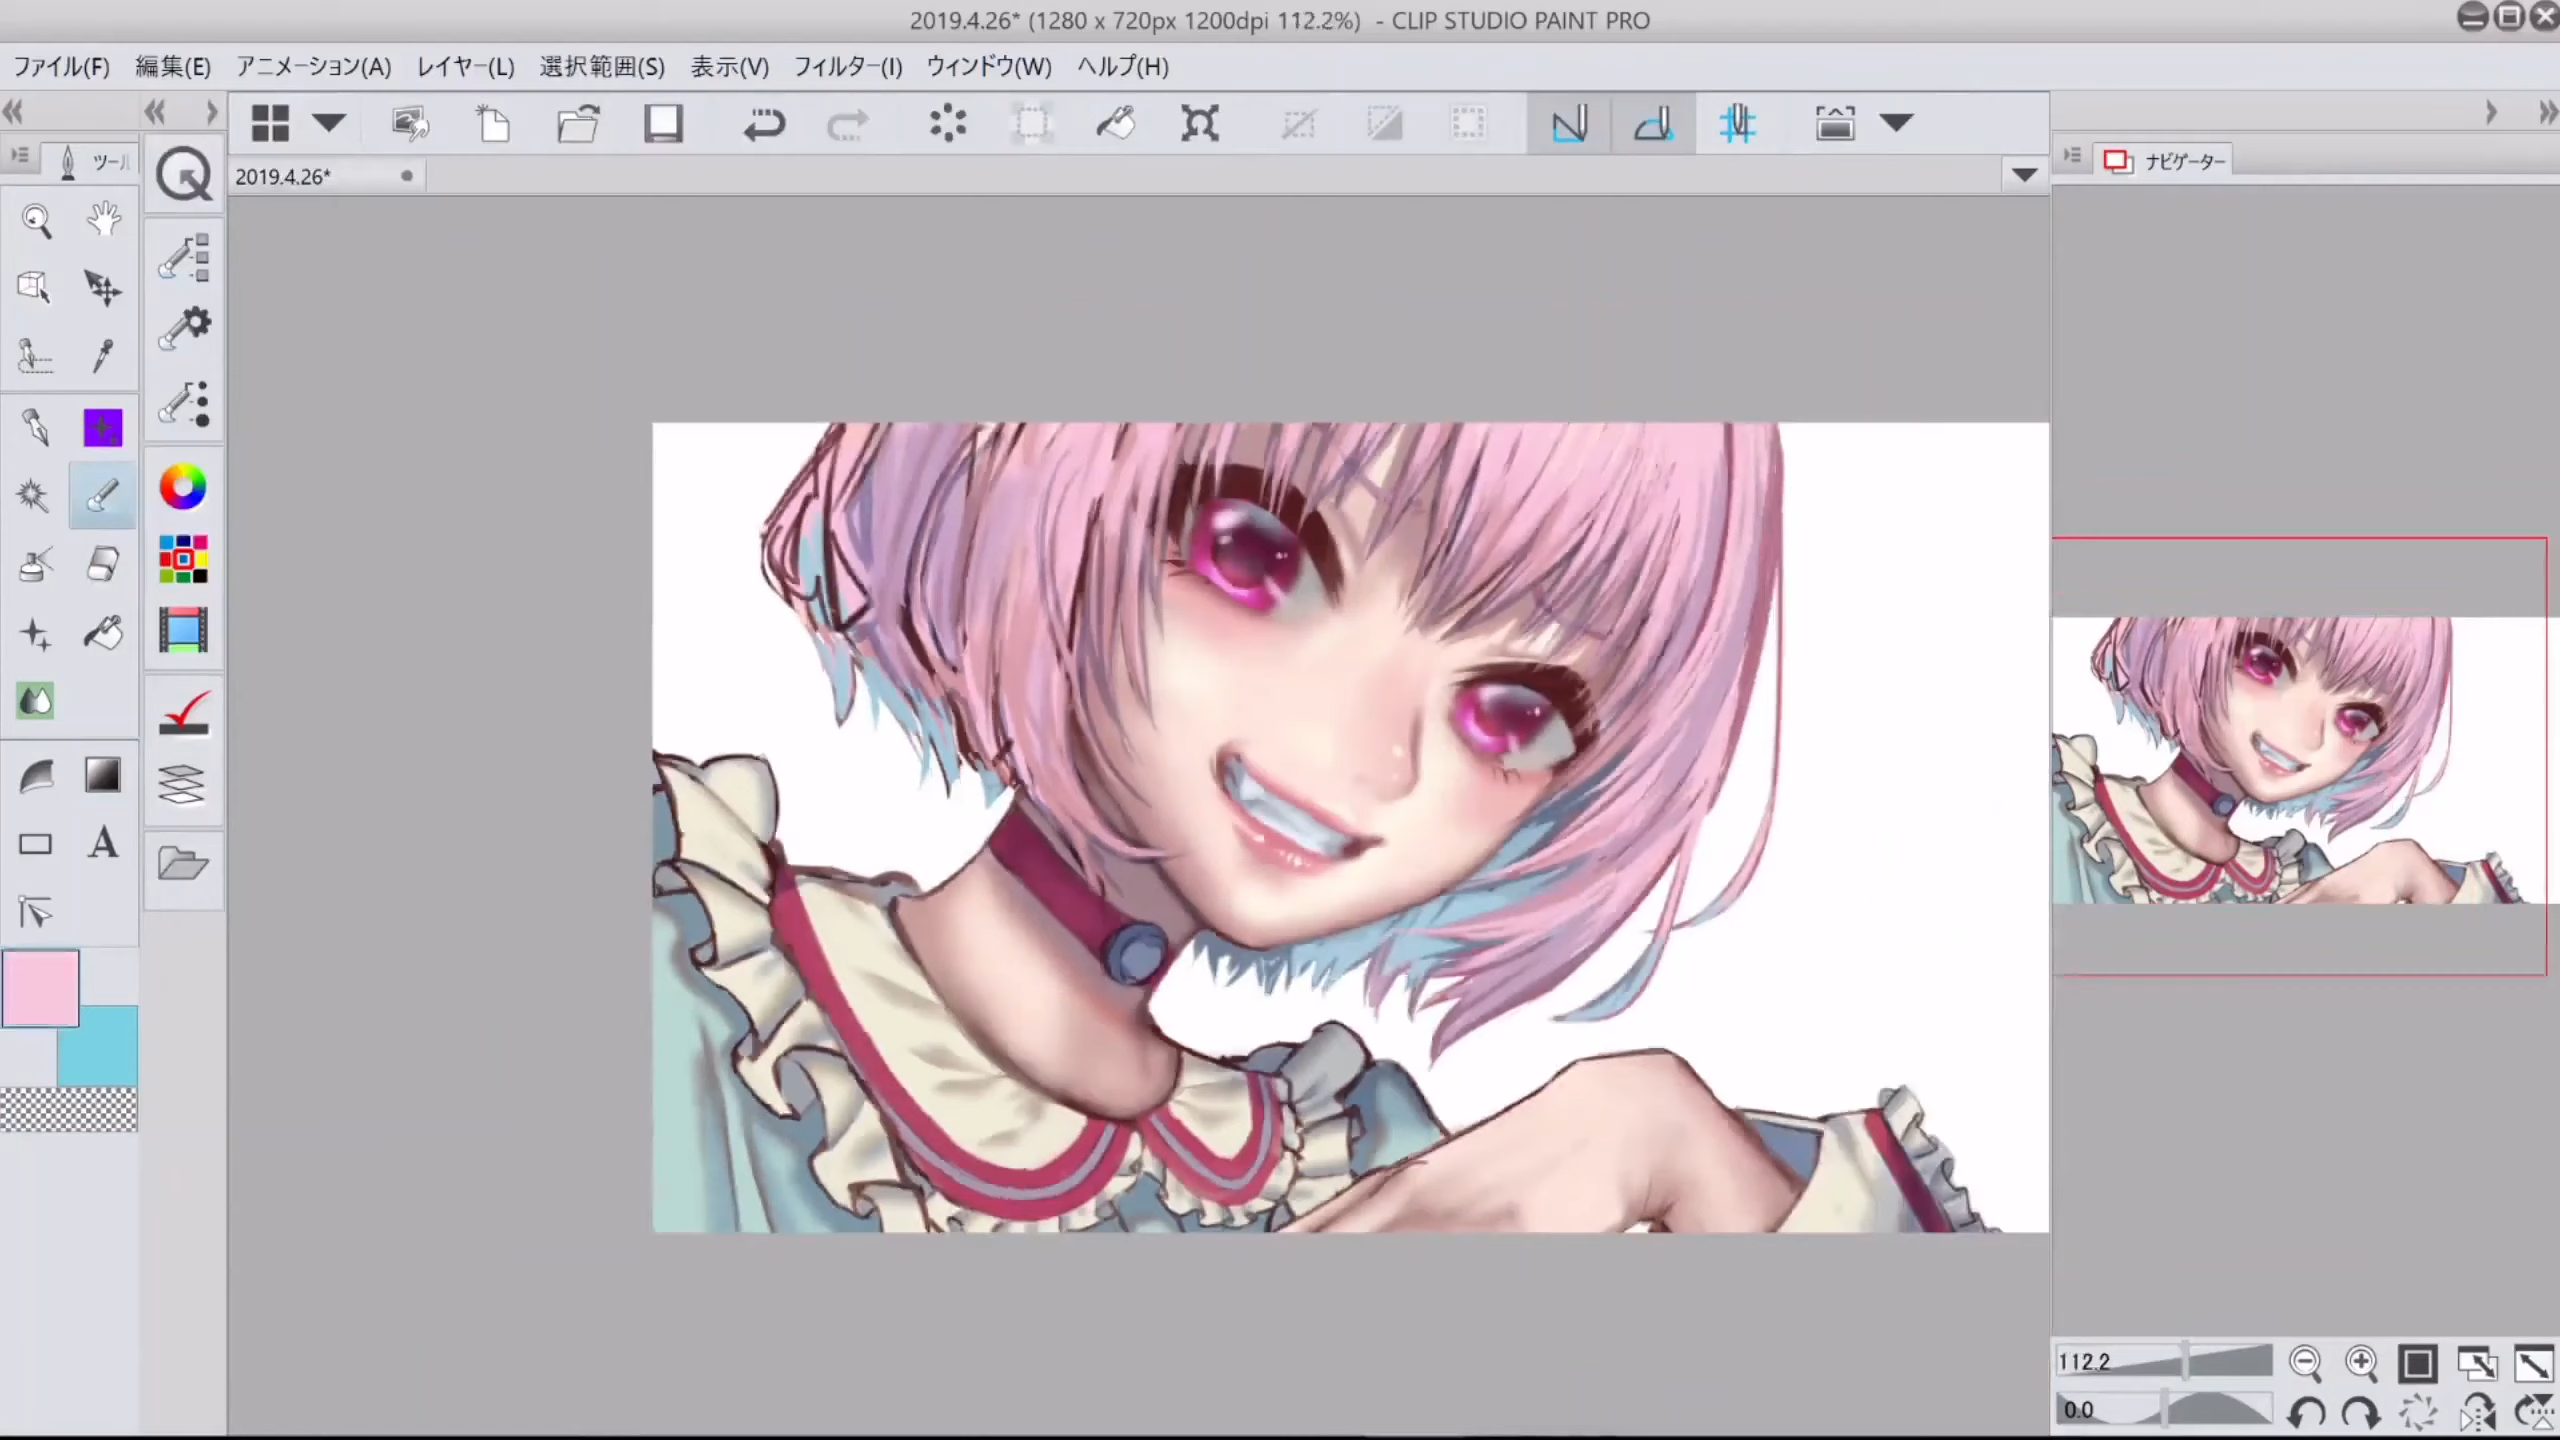 2019.4.26* (1280 x 720px 1200dpi 112.2%) - CLIP STUDIO PAINT PRO
ファイル(F) 編集(E) アニメーション(A) レイヤー(L) 選択範囲(S) 表示(V) フィルター(I) ウィンドウ(W) ヘルプ(H)
ツール
2019.4.26*
ナビゲーター
A
112.2
0.0